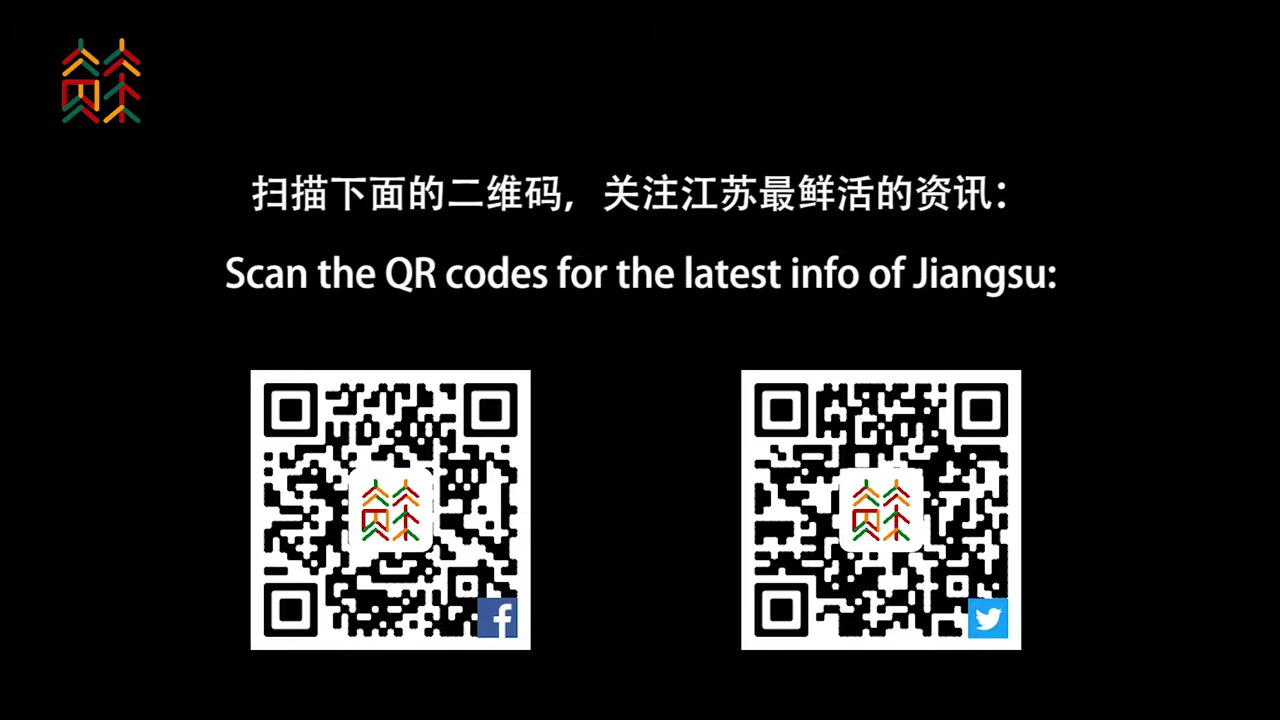 扫描下面的二维码，关注江苏最鲜活的资讯：
Scan the QR codes for the latest info of Jiangsu: